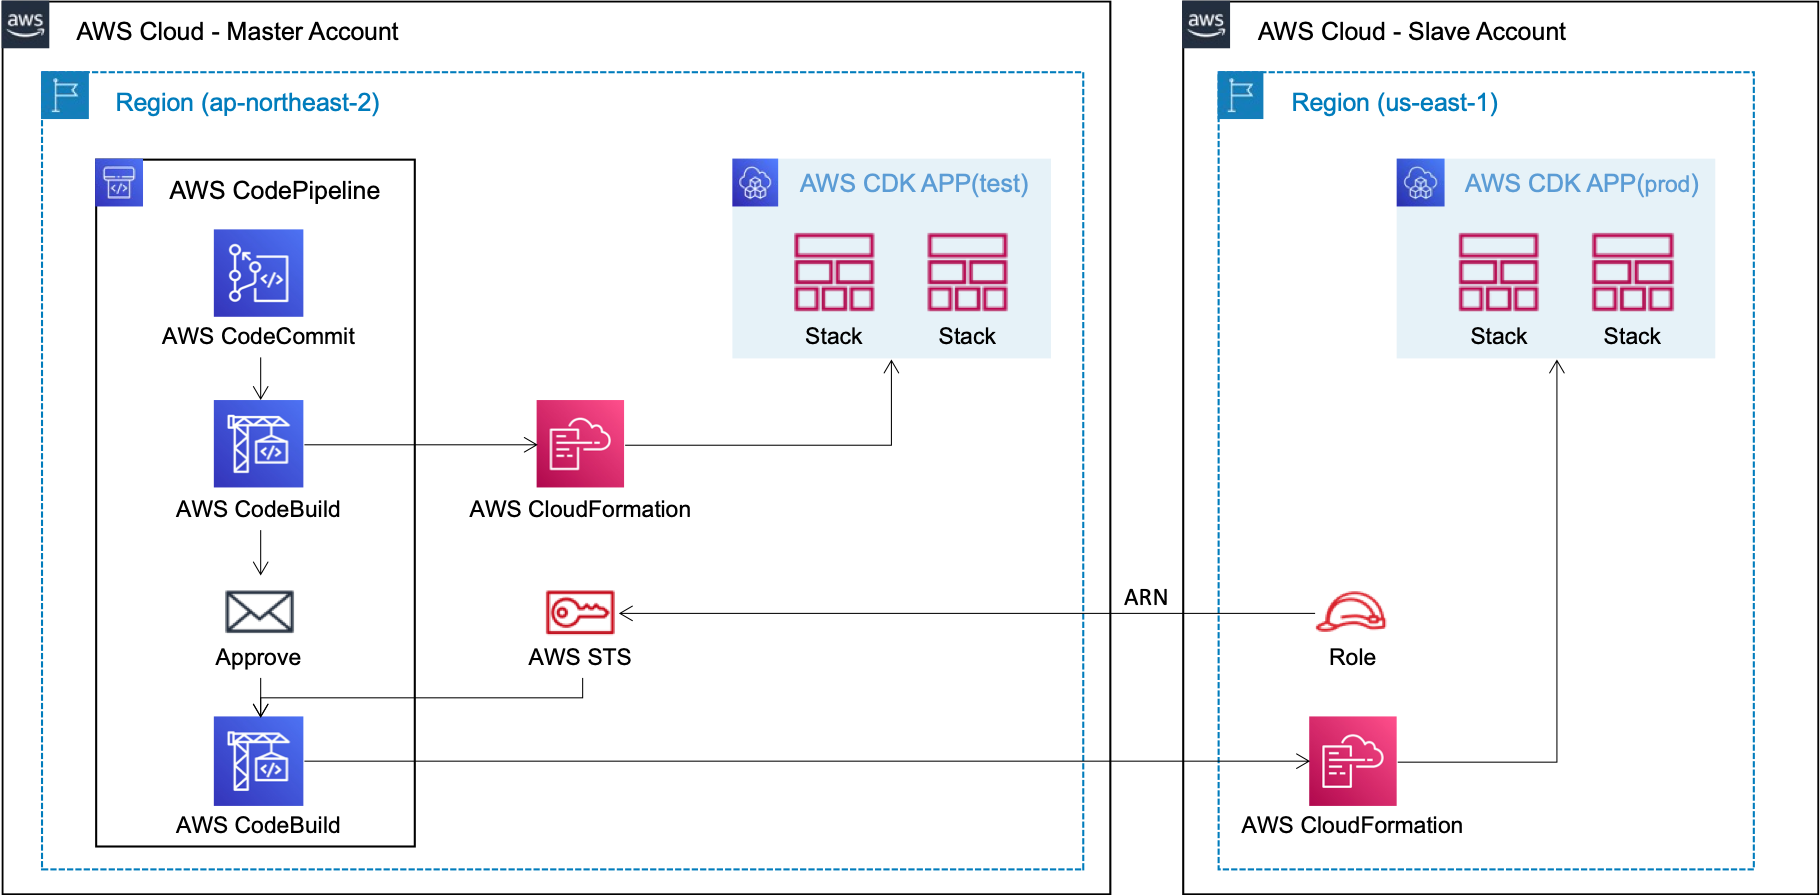 aws
AWS Cloud - Master Account
Region (ap-northeast-2)
AWS CodePipeline
AWS CodeCommit
AWS CodeBuild
Approve
AWS CodeBuild
AWS CloudFormation
AWS STS
AWS CDK APP(test)
Stack
Stack
ARN
aws
AWS Cloud - Slave Account
Region (us-east-1)
AWS CDK APP(prod)
Stack
Stack
Role
AWS CloudFormation